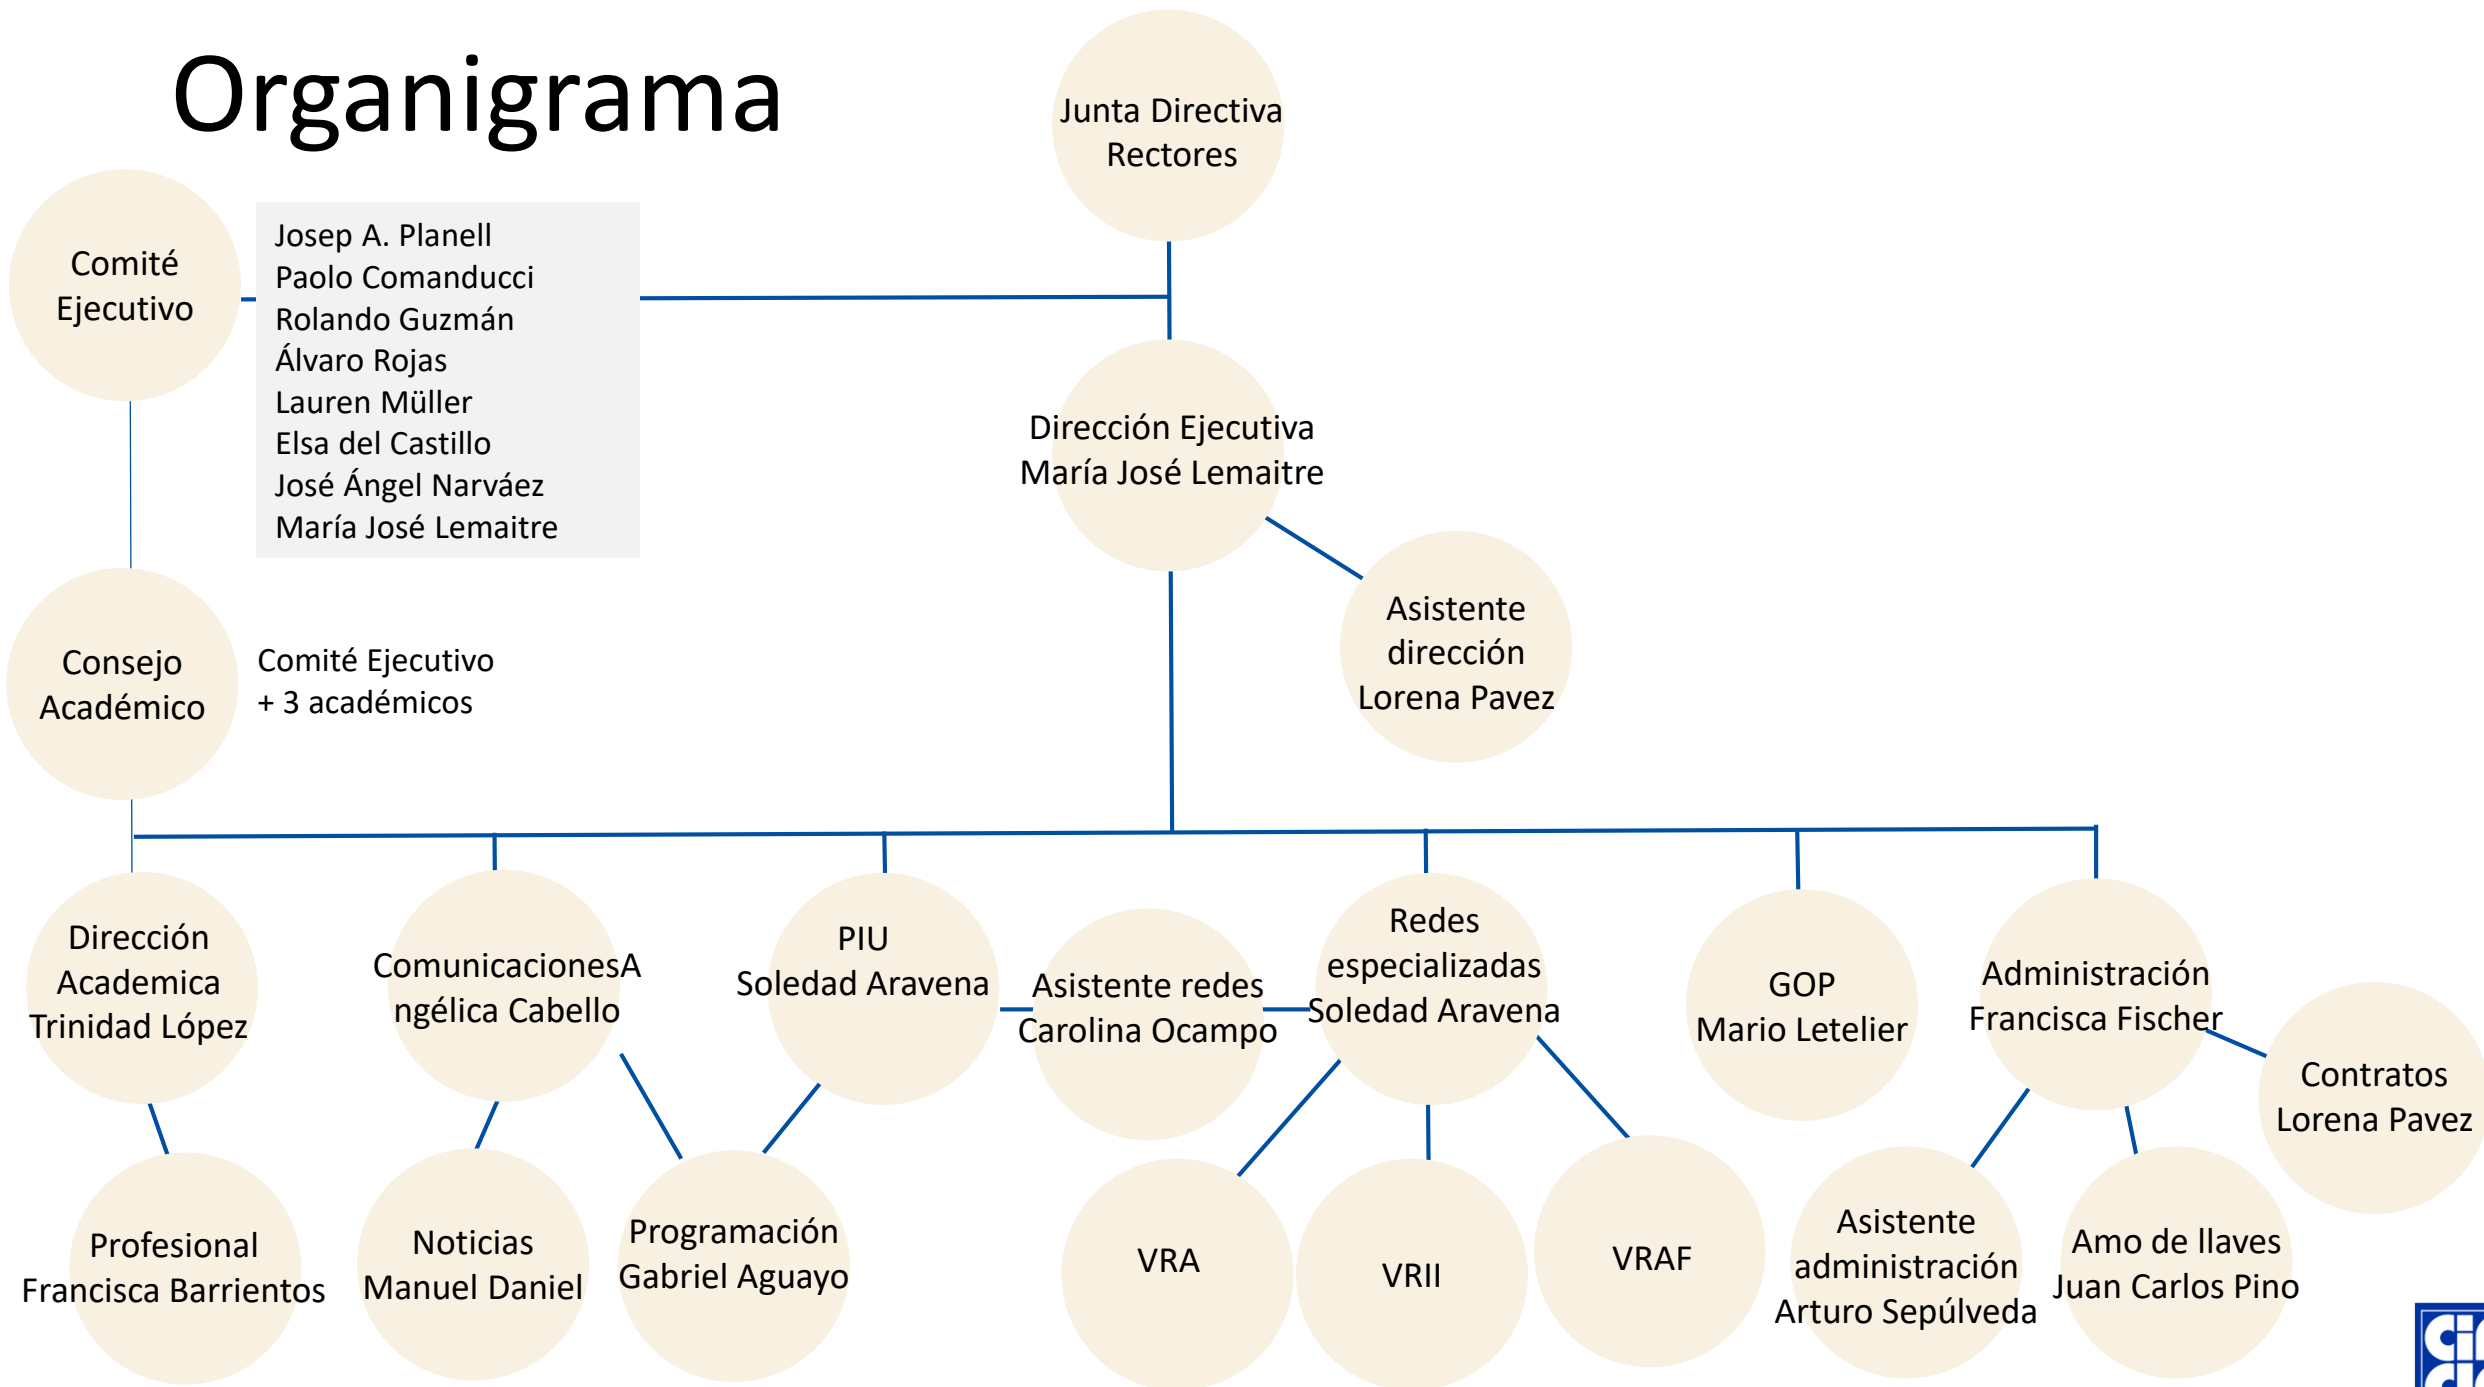 Organigrama
Junta Directiva
Rectores
Comité
Ejecutivo
Josep A. Planell
Paolo Comanducci
Rolando Guzmán
Álvaro Rojas
Lauren Müller
Elsa del Castillo
José Ángel Narváez
María José Lemaitre
Dirección Ejecutiva
María José Lemaitre
Asistente
dirección
Lorena Pavez
Consejo
Académico
Comité Ejecutivo
+ 3 académicos
Dirección
Academica
Trinidad López
ComunicacionesA
ngélica Cabello
PIU
Soledad Aravena
Asistente redes
Carolina Ocampo
Redes
especializadas
Soledad Aravena
GOP
Mario Letelier
Administración
Francisca Fischer
Contratos
Lorena Pavez
Profesional
Francisca Barrientos
Noticias
Manuel Daniel
Programación
Gabriel Aguayo
VRA
VRII
VRAF
Asistente
administración
Arturo Sepúlveda
Amo de llaves
Juan Carlos Pino